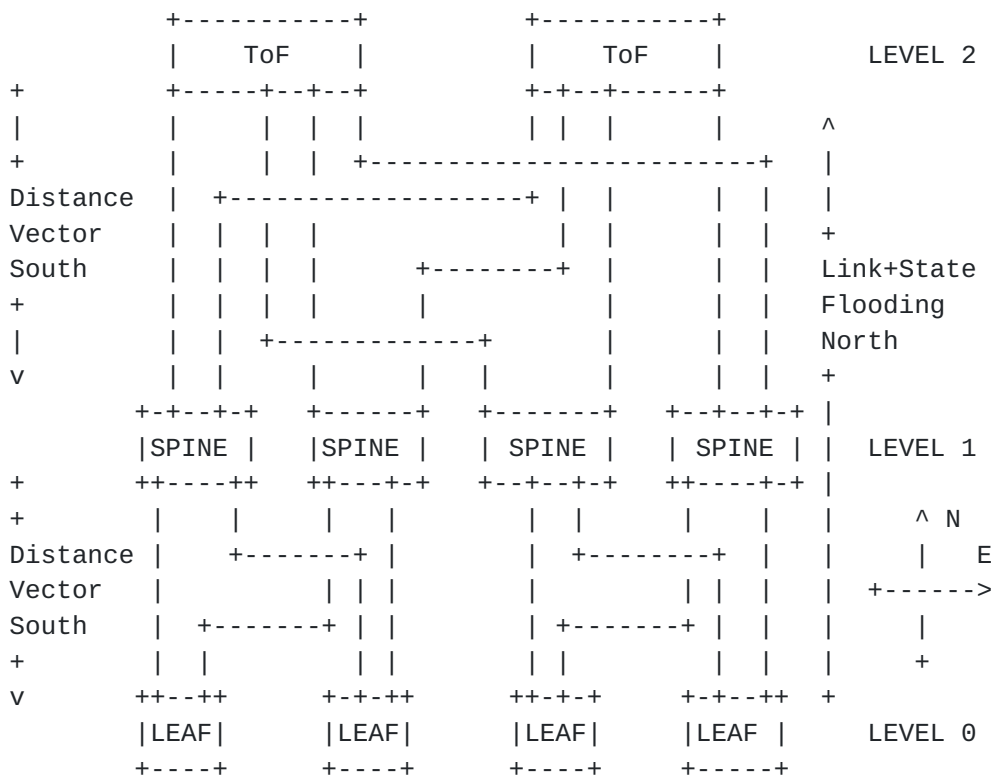 ToF ToF LEVEL 2
Distance
Vector
South Link+State
Flooding
North
v
SPINE SPINE SPINE SPINE LEVEL 1
^ N
Distance E
Vector
South
v
LEAF LEAF LEAF LEAF LEVEL 0